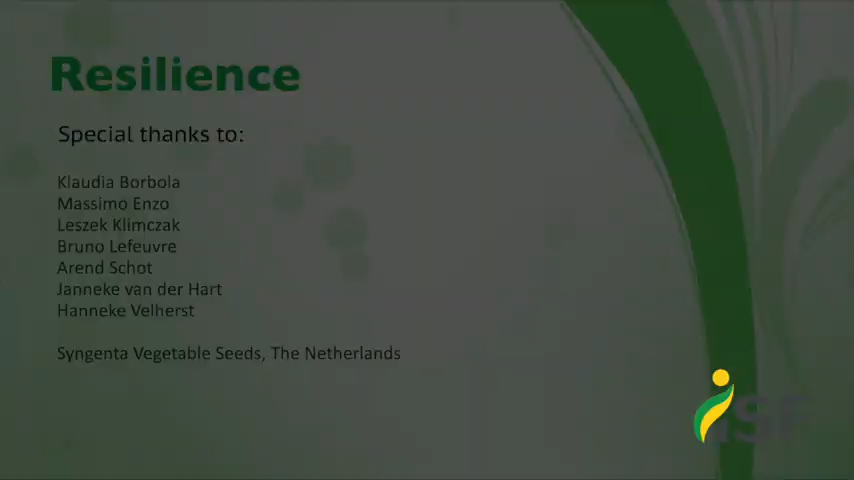 Resilience
Special thanks to:
Klaudia Borbola
Massimo Enzo
Leszek Klimczak
Bruno Lefeuvre
Arend Schot
Janneke van der Hart
Hanneke Velherst
Syngenta Vegetable Seeds, The Netherlands
iSF